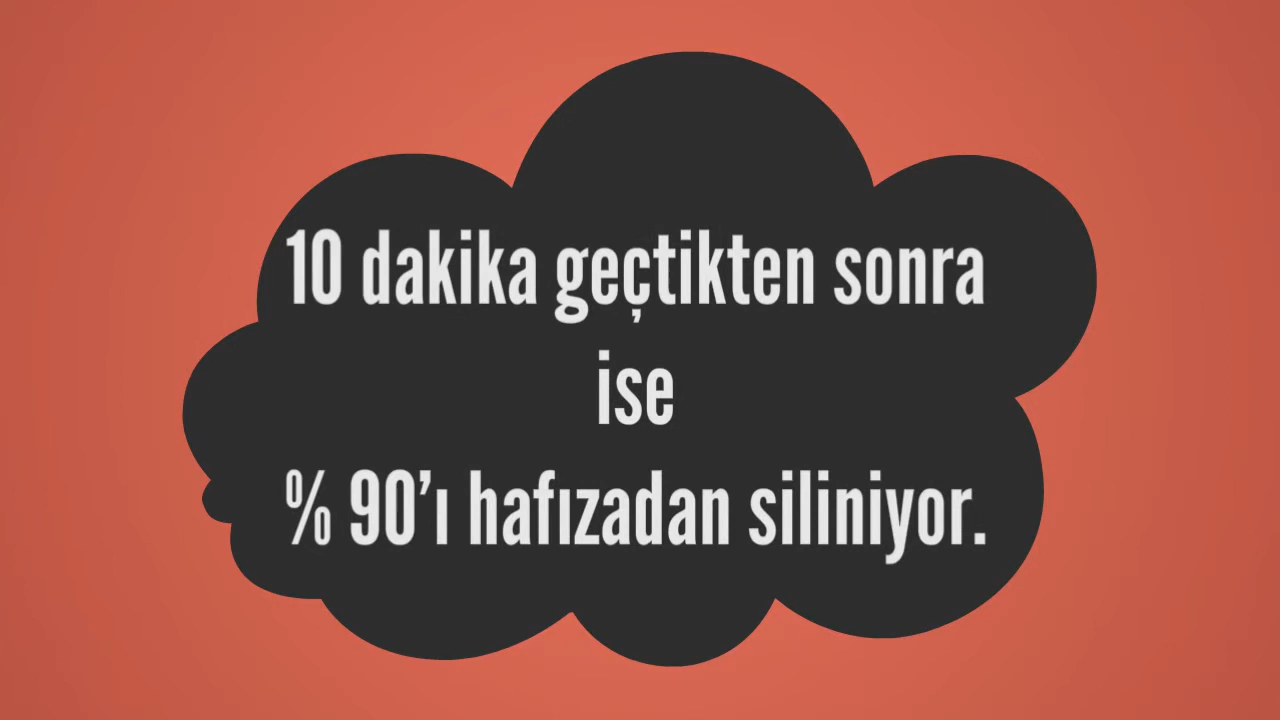 10 dakika geçtikten sonra
ise
% 90’ı hafızadan siliniyor.